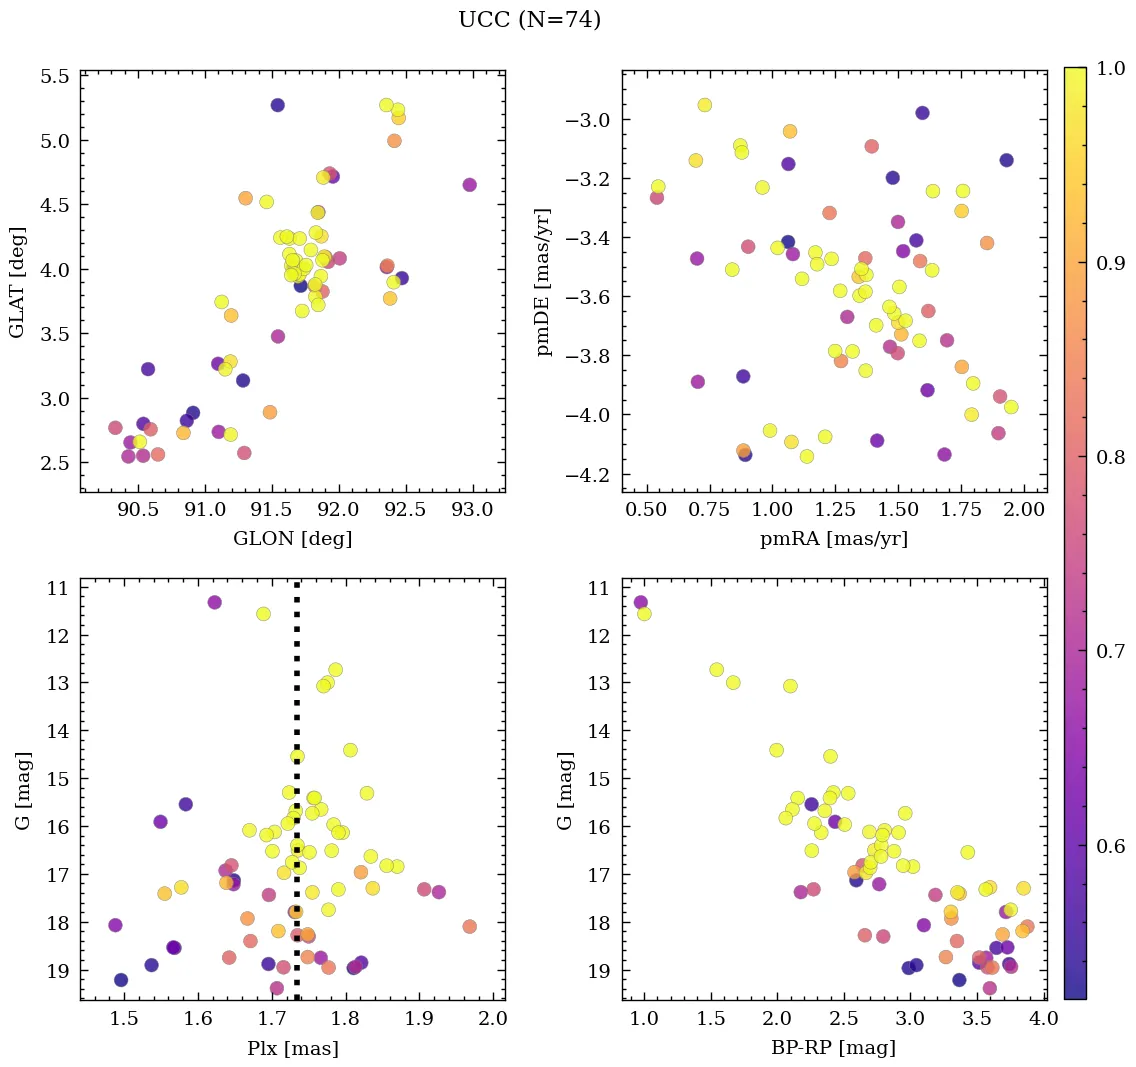 UCC (N=74)
5.5
5.0
4.5
4.0
3.5
3.0
2.5
GLAT [deg]
90.5 91.0 91.5 92.0 92.5 93.0
GLON [deg]
−3.0
−3.2
−3.4
−3.6
−3.8
−4.0
−4.2
pmDE [mas/yr]
0.50 0.75 1.00 1.25 1.50 1.75 2.00
pmRA [mas/yr]
11
12
13
14
15
16
17
18
19
G [mag]
1.5 1.6 1.7 1.8 1.9 2.0
Plx [mas]
11
12
13
14
15
16
17
18
19
G [mag]
1.0 1.5 2.0 2.5 3.0 3.5 4.0
BP-RP [mag]
1.0
0.9
0.8
0.7
0.6